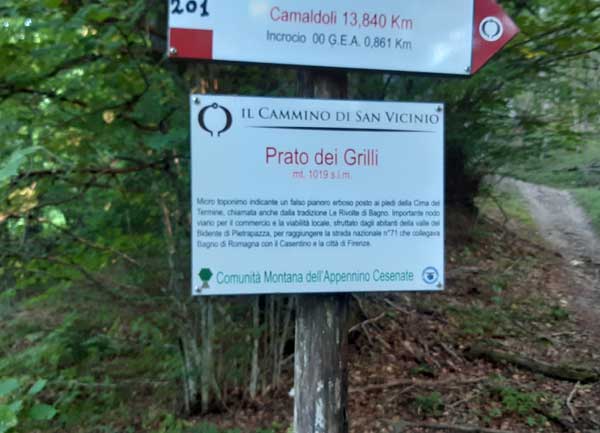 201
Camaldoli 13,840 Km
Incrocio 00 G.E.A. 0,861 Km
IL CAMMINO DI SAN VICINIO
Prato dei Grilli
mt. 1019 s.l.m.
Micro toponimo indicante un falso pianoro erboso posto ai piedi della Cima del
Termine, chiamata anche dalla tradizione Le Rivolte di Bagno. Importante nodo
viario per il commercio e la viabilità locale, sfruttato dagli abitanti della valle del
Bidente di Pietrapazza, per raggiungere la strada nazionale n°71 che collegava
Bagno di Romagna con il Casentino e la città di Firenze.
Comunità Montana dell'Appennino Cesenate